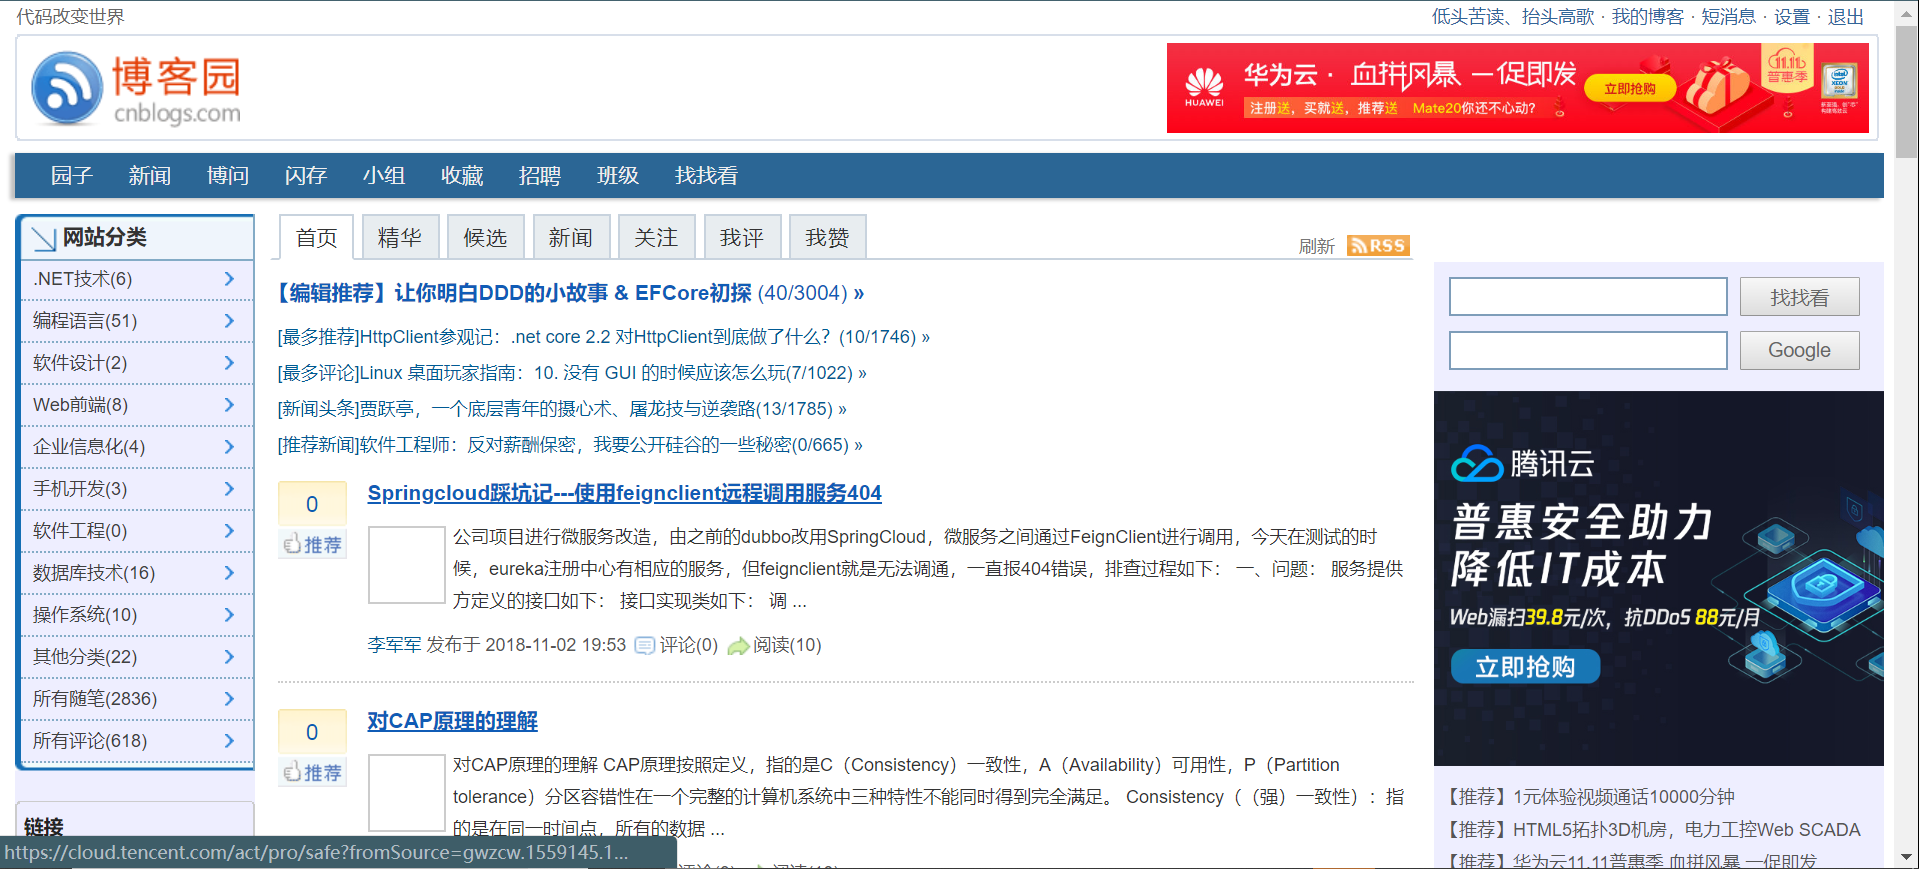 代码改变世界
低头苦读、抬头高歌 · 我的博客 · 短消息 · 设置 · 退出
博客园
cnblogs.com
HUAWEI
华为云 · 血拼风暴 一促即发
注册送，买就送，推荐送 Mate20你还不心动？
立即抢购
11.11
普惠季
园子 新闻 博问 闪存 小组 收藏 招聘 班级 找找看
网站分类
.NET技术(6)
编程语言(51)
软件设计(2)
Web前端(8)
企业信息化(4)
手机开发(3)
软件工程(0)
数据库技术(16)
操作系统(10)
其他分类(22)
所有随笔(2836)
所有评论(618)
链接
首页 精华 候选 新闻 关注 我评 我赞
刷新 RSS
【编辑推荐】让你明白DDD的小故事 & EFCore初探 (40/3004) »
[最多推荐]HttpClient参观记：.net core 2.2 对HttpClient到底做了什么？(10/1746) »
[最多评论]Linux 桌面玩家指南：10. 没有 GUI 的时候应该怎么玩(7/1022) »
[新闻头条]贾跃亭，一个底层青年的摄心术、屠龙技与逆袭路(13/1785) »
[推荐新闻]软件工程师：反对薪酬保密，我要公开硅谷的一些秘密(0/665) »
0
推荐
Springcloud踩坑记---使用feignclient远程调用服务404
公司项目进行微服务改造，由之前的dubbo改用SpringCloud，微服务之间通过FeignClient进行调用，今天在测试的时
候，eureka注册中心有相应的服务，但feignclient就是无法调通，一直报404错误，排查过程如下： 一、问题： 服务提供
方定义的接口如下： 接口实现类如下： 调 ...
李军军 发布于 2018-11-02 19:53 评论(0) 阅读(10)
0
推荐
对CAP原理的理解
对CAP原理的理解 CAP原理按照定义，指的是C（Consistency）一致性，A（Availability）可用性，P（Partition
tolerance）分区容错性在一个完整的计算机系统中三种特性不能同时得到完全满足。 Consistency（（强）一致性）：指
的是在同一时间点，所有的数据 ...
找找看
Google
腾讯云
普惠安全助力
降低IT成本
Web漏扫39.8元/次，抗DDoS 88元/月
立即抢购
【推荐】1元体验视频通话10000分钟
【推荐】HTML5拓扑3D机房，电力工控Web SCADA
【推荐】华为云11.11普惠季 血拼风暴 一促即发
https://cloud.tencent.com/act/pro/safe?fromSource=gwzcw.1559145.1...